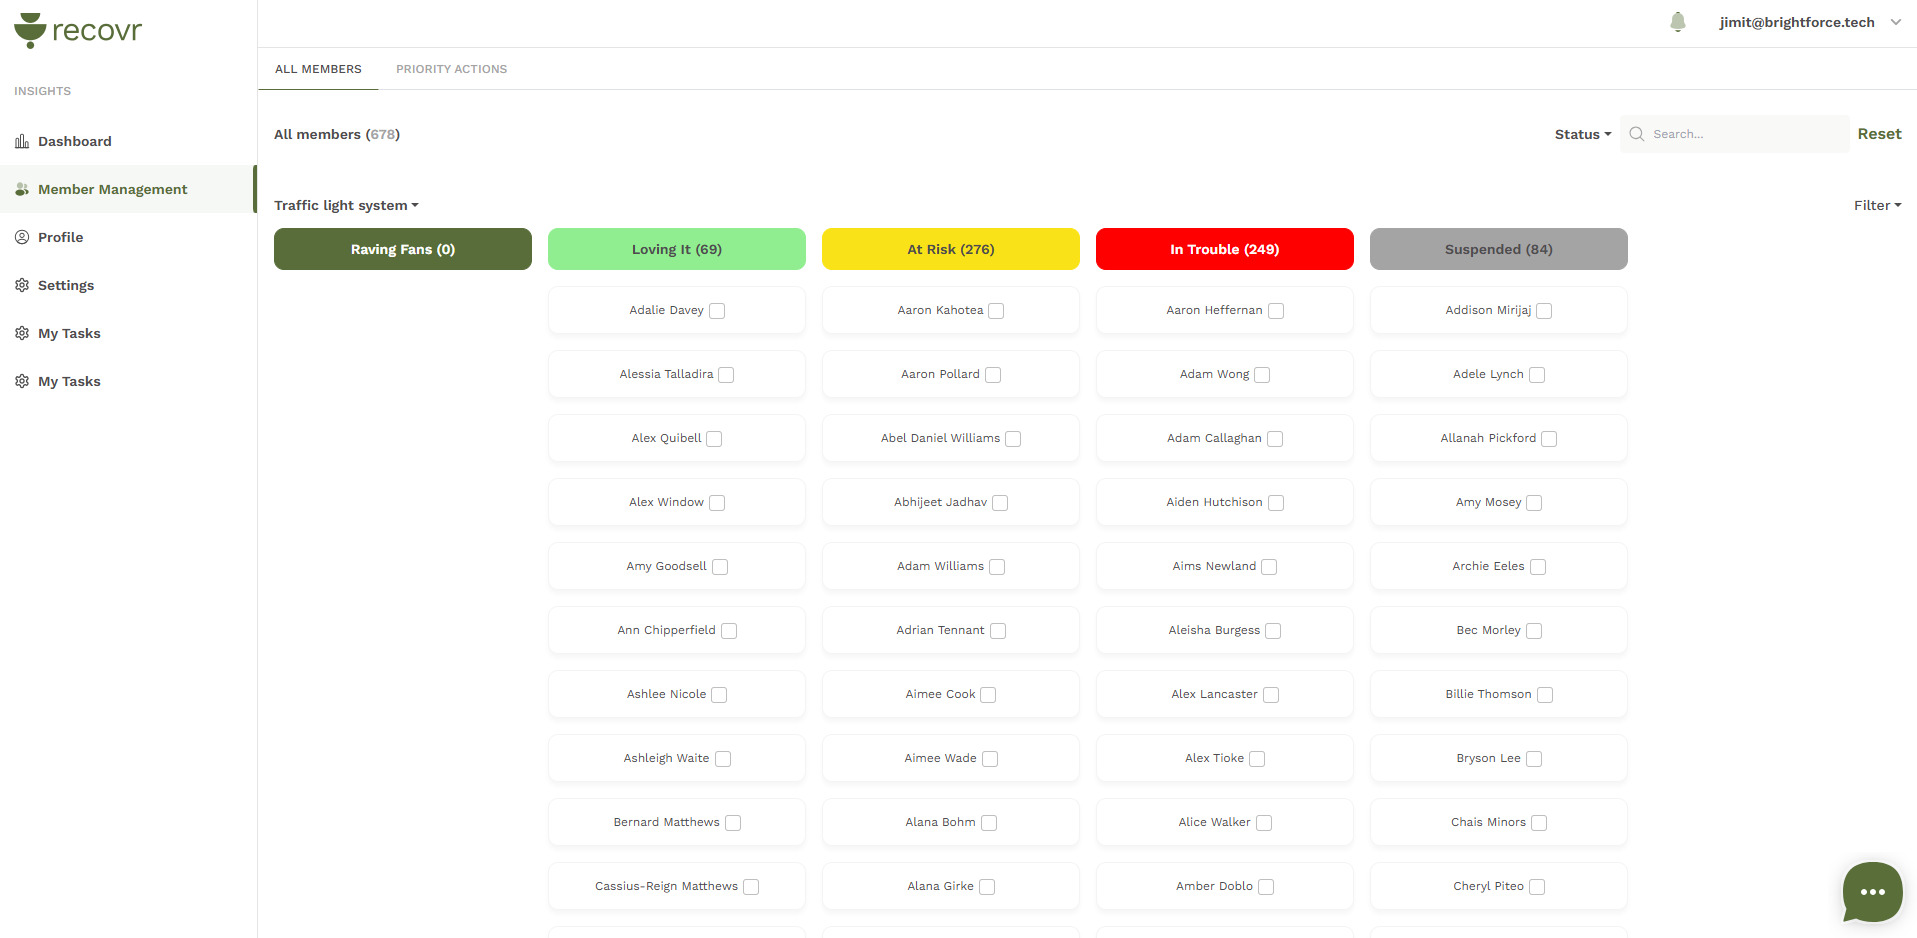 recovr
jimit@brightforce.tech
INSIGHTS
Dashboard
Member Management
Profile
Settings
My Tasks
My Tasks
ALL MEMBERS PRIORITY ACTIONS
All members (678)
Status Search... Reset
Traffic light system Filter
Raving Fans (0) Loving It (69) At Risk (276) In Trouble (249) Suspended (84)
Adalie Davey Aaron Kahotea Aaron Heffernan Addison Mirijaj
Alessia Talladira Aaron Pollard Adam Wong Adele Lynch
Alex Quibell Abel Daniel Williams Adam Callaghan Allanah Pickford
Alex Window Abhijeet Jadhav Aiden Hutchison Amy Mosey
Amy Goodsell Adam Williams Aims Newland Archie Eeles
Ann Chipperfield Adrian Tennant Aleisha Burgess Bec Morley
Ashlee Nicole Aimee Cook Alex Lancaster Billie Thomson
Ashleigh Waite Aimee Wade Alex Tioke Bryson Lee
Bernard Matthews Alana Bohm Alice Walker Chais Minors
Cassius-Reign Matthews Alana Girke Amber Doblo Cheryl Piteo